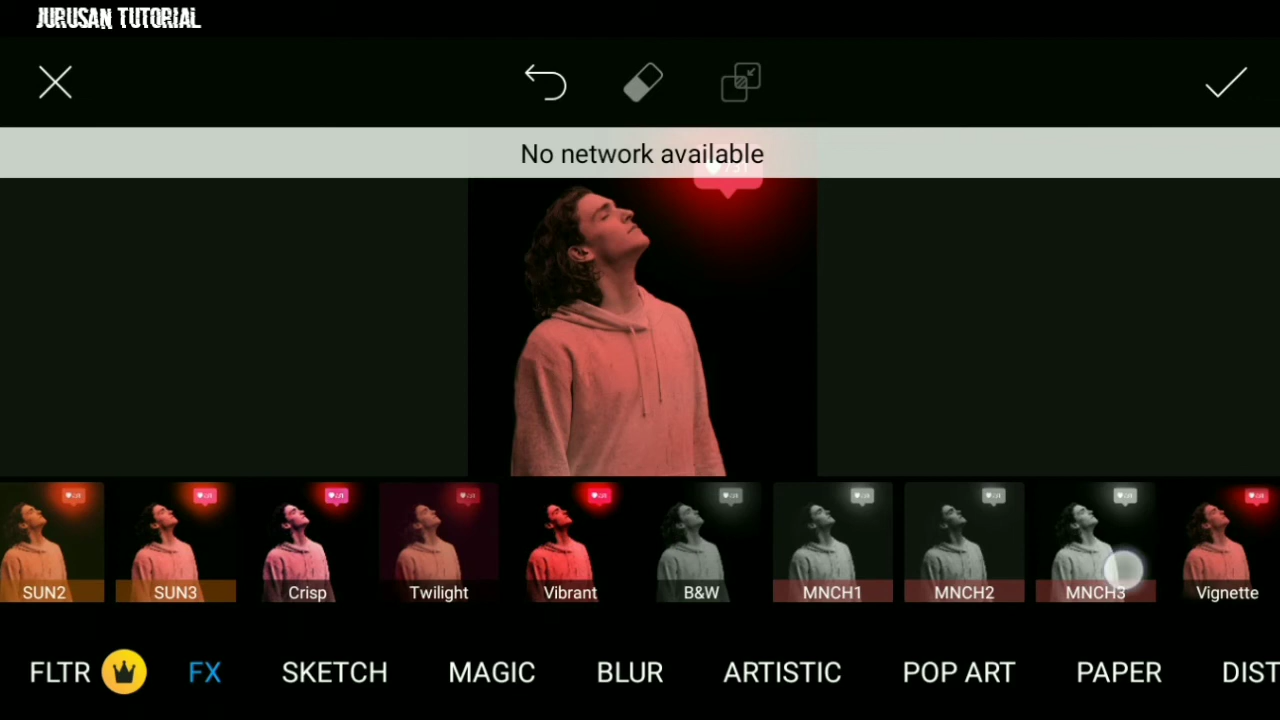 JURUSAN TUTORIAL
No network available
SUN2
SUN3
Crisp
Twilight
Vibrant
B&W
MNCH1
MNCH2
MNCH3
Vignette
FLTR
FX
SKETCH
MAGIC
BLUR
ARTISTIC
POP ART
PAPER
DIST